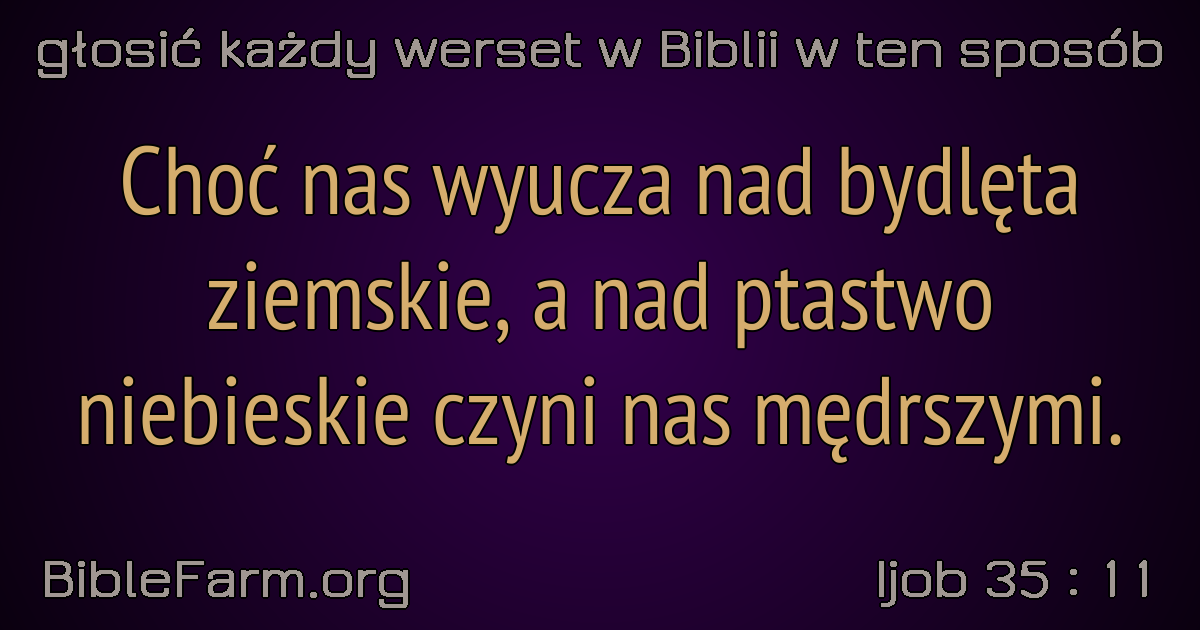 głosić każdy werset w Biblii w ten sposób
Choć nas wyucza nad bydlęta
ziemskie, a nad ptastwo
niebieskie czyni nas mędrszymi.
BibleFarm.org
Ijob 35 : 11